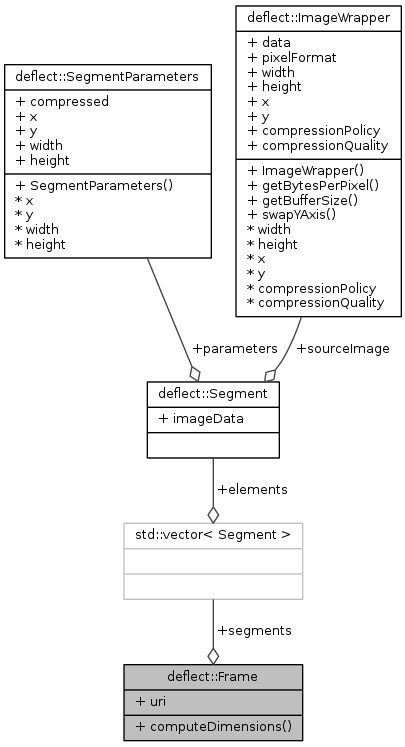 deflect::ImageWrapper
+ data
+ pixelFormat
+ width
+ height
+ x
+ y
+ compressionPolicy
+ compressionQuality
+ ImageWrapper()
+ getBytesPerPixel()
+ getBufferSize()
+ swapYAxis()
* width
* height
* x
* y
* compressionPolicy
* compressionQuality
deflect::SegmentParameters
+ compressed
+ x
+ y
+ width
+ height
+ SegmentParameters()
* x
* y
* width
* height
+parameters
+sourceImage
deflect::Segment
+ imageData
+elements
std::vector< Segment >
+segments
deflect::Frame
+ uri
+ computeDimensions()